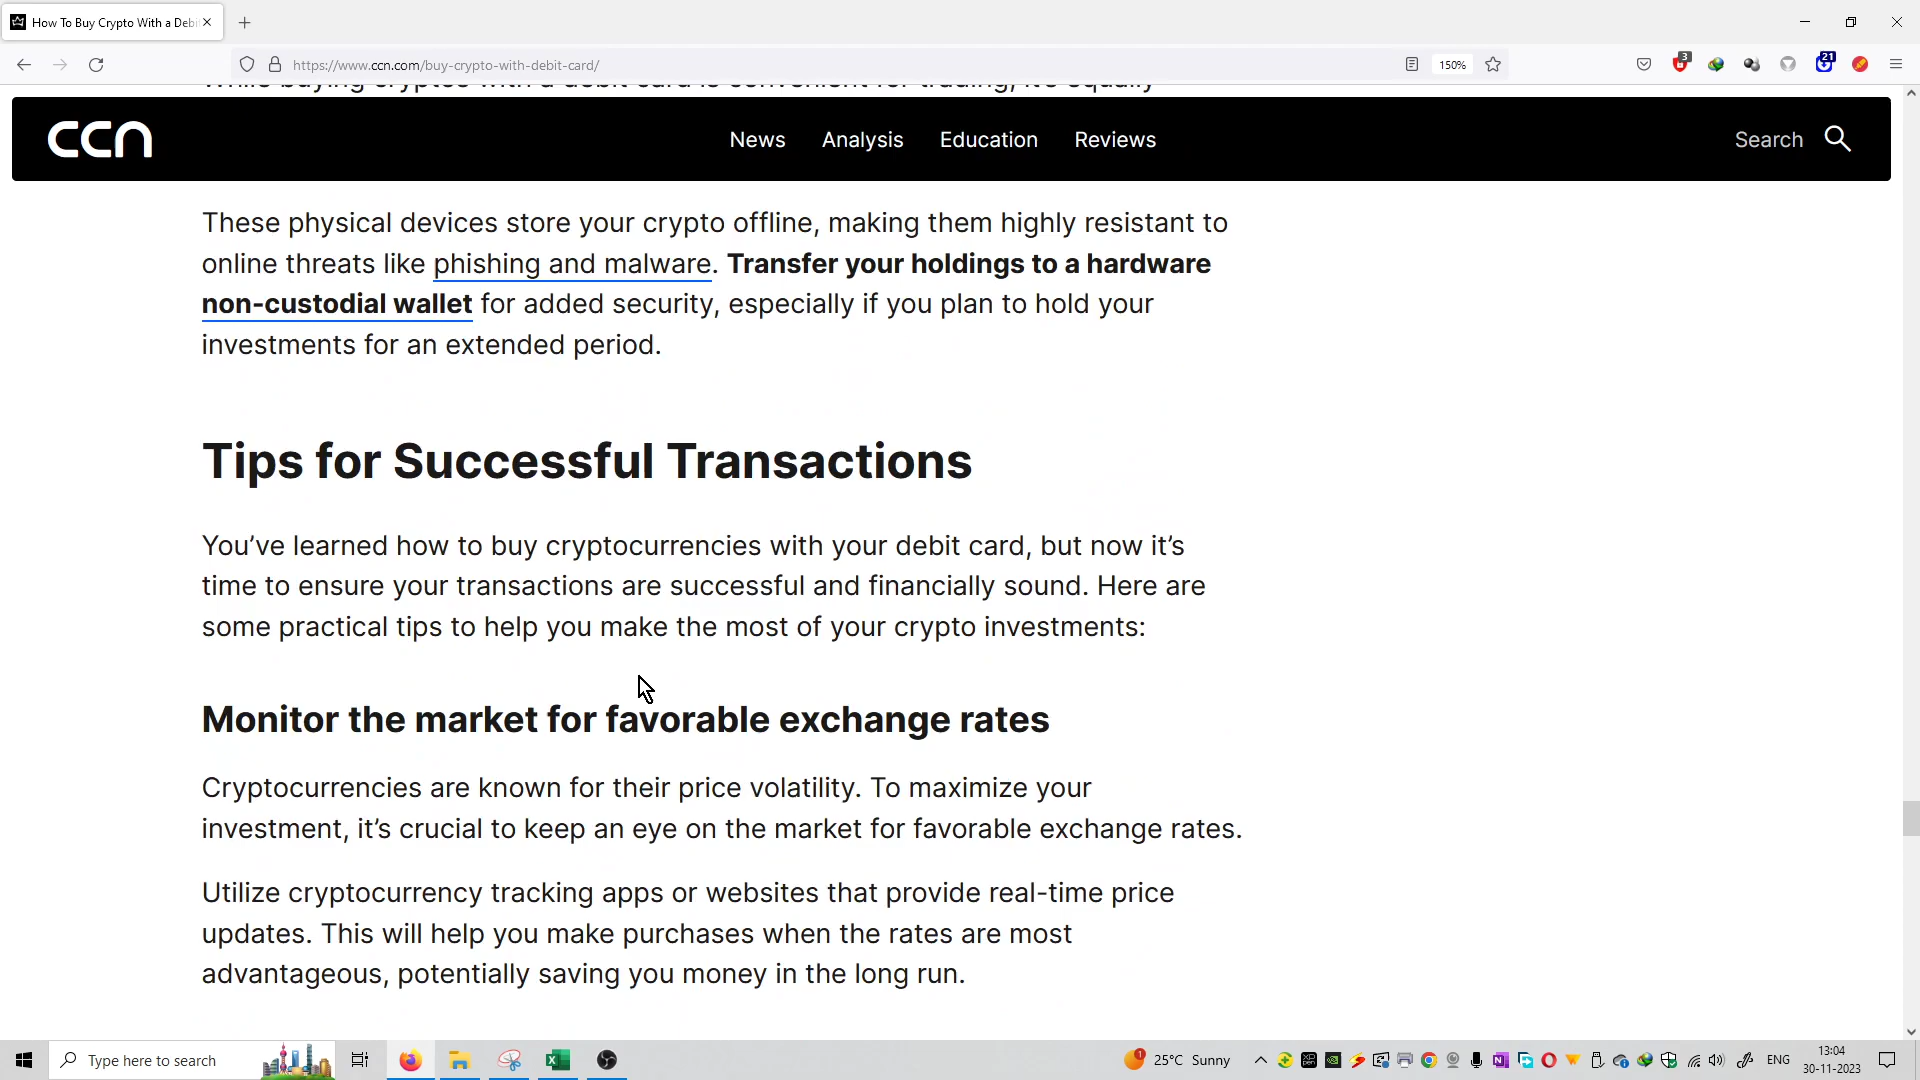 How To Buy Crypto With a Debi
https://www.ccn.com/buy-crypto-with-debit-card/
150%
3
21
ccn
News
Analysis
Education
Reviews
Search
These physical devices store your crypto offline, making them highly resistant to
online threats like phishing and malware. Transfer your holdings to a hardware
non-custodial wallet for added security, especially if you plan to hold your
investments for an extended period.
Tips for Successful Transactions
You’ve learned how to buy cryptocurrencies with your debit card, but now it’s
time to ensure your transactions are successful and financially sound. Here are
some practical tips to help you make the most of your crypto investments:
Monitor the market for favorable exchange rates
Cryptocurrencies are known for their price volatility. To maximize your
investment, it’s crucial to keep an eye on the market for favorable exchange rates.
Utilize cryptocurrency tracking apps or websites that provide real-time price
updates. This will help you make purchases when the rates are most
advantageous, potentially saving you money in the long run.
Type here to search
1
25°C Sunny
ENG
13:04
30-11-2023